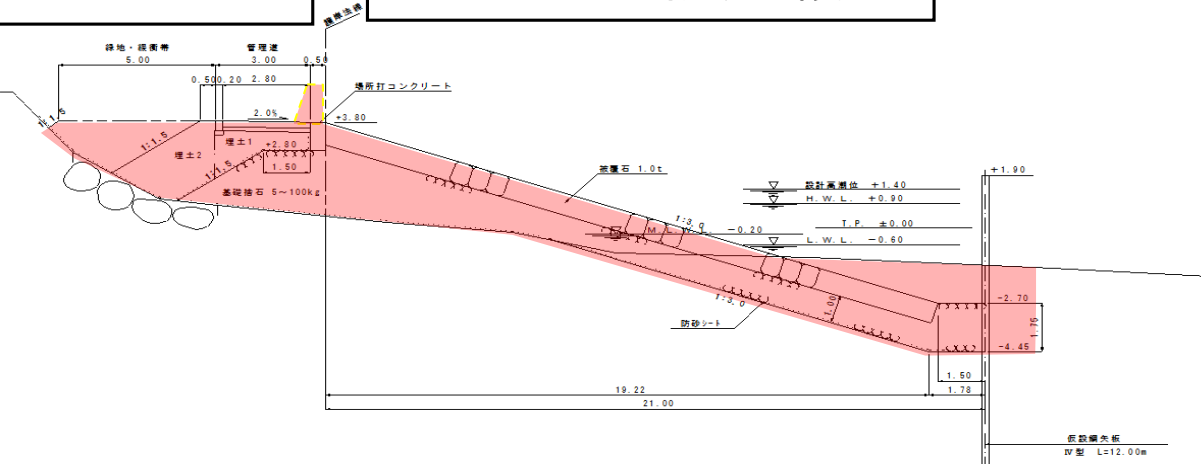 護岸法線
緑地・緩衝帯
管理道
5.00
3.00
0.50
0.50
0.20
2.80
場所打コンクリート
2.0%
+3.80
1:1.5
1:1.5
埋土1
埋土2
+2.80
1:1.5
1.50
基礎捨石 5～100kg
被覆石 1.0t
+1.90
設計高潮位 +1.40
H.W.L. +0.90
1:3.0
T.P. ±0.00
M.L.W.L. -0.20
L.W.L. -0.60
1:3.0
1.00
-2.70
防砂シート
1.75
-4.45
1.50
19.22
1.78
21.00
仮設鋼矢板
Ⅳ型 L=12.00m